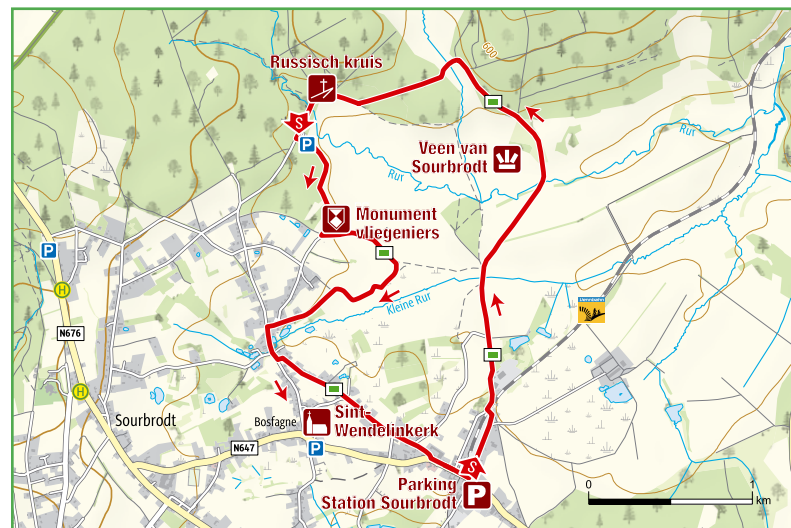 600
Russisch kruis
S
P
Rur
Veen van
Sourbrodt
Rur
Monument
vliegeniers
P
H
Kleine Rur
Vennbahn
N676
H
Sourbrodt
Bosfagne
Sint-
Wendelinkerk
N647
P
S
Parking
Station Sourbrodt
P
0
1
km